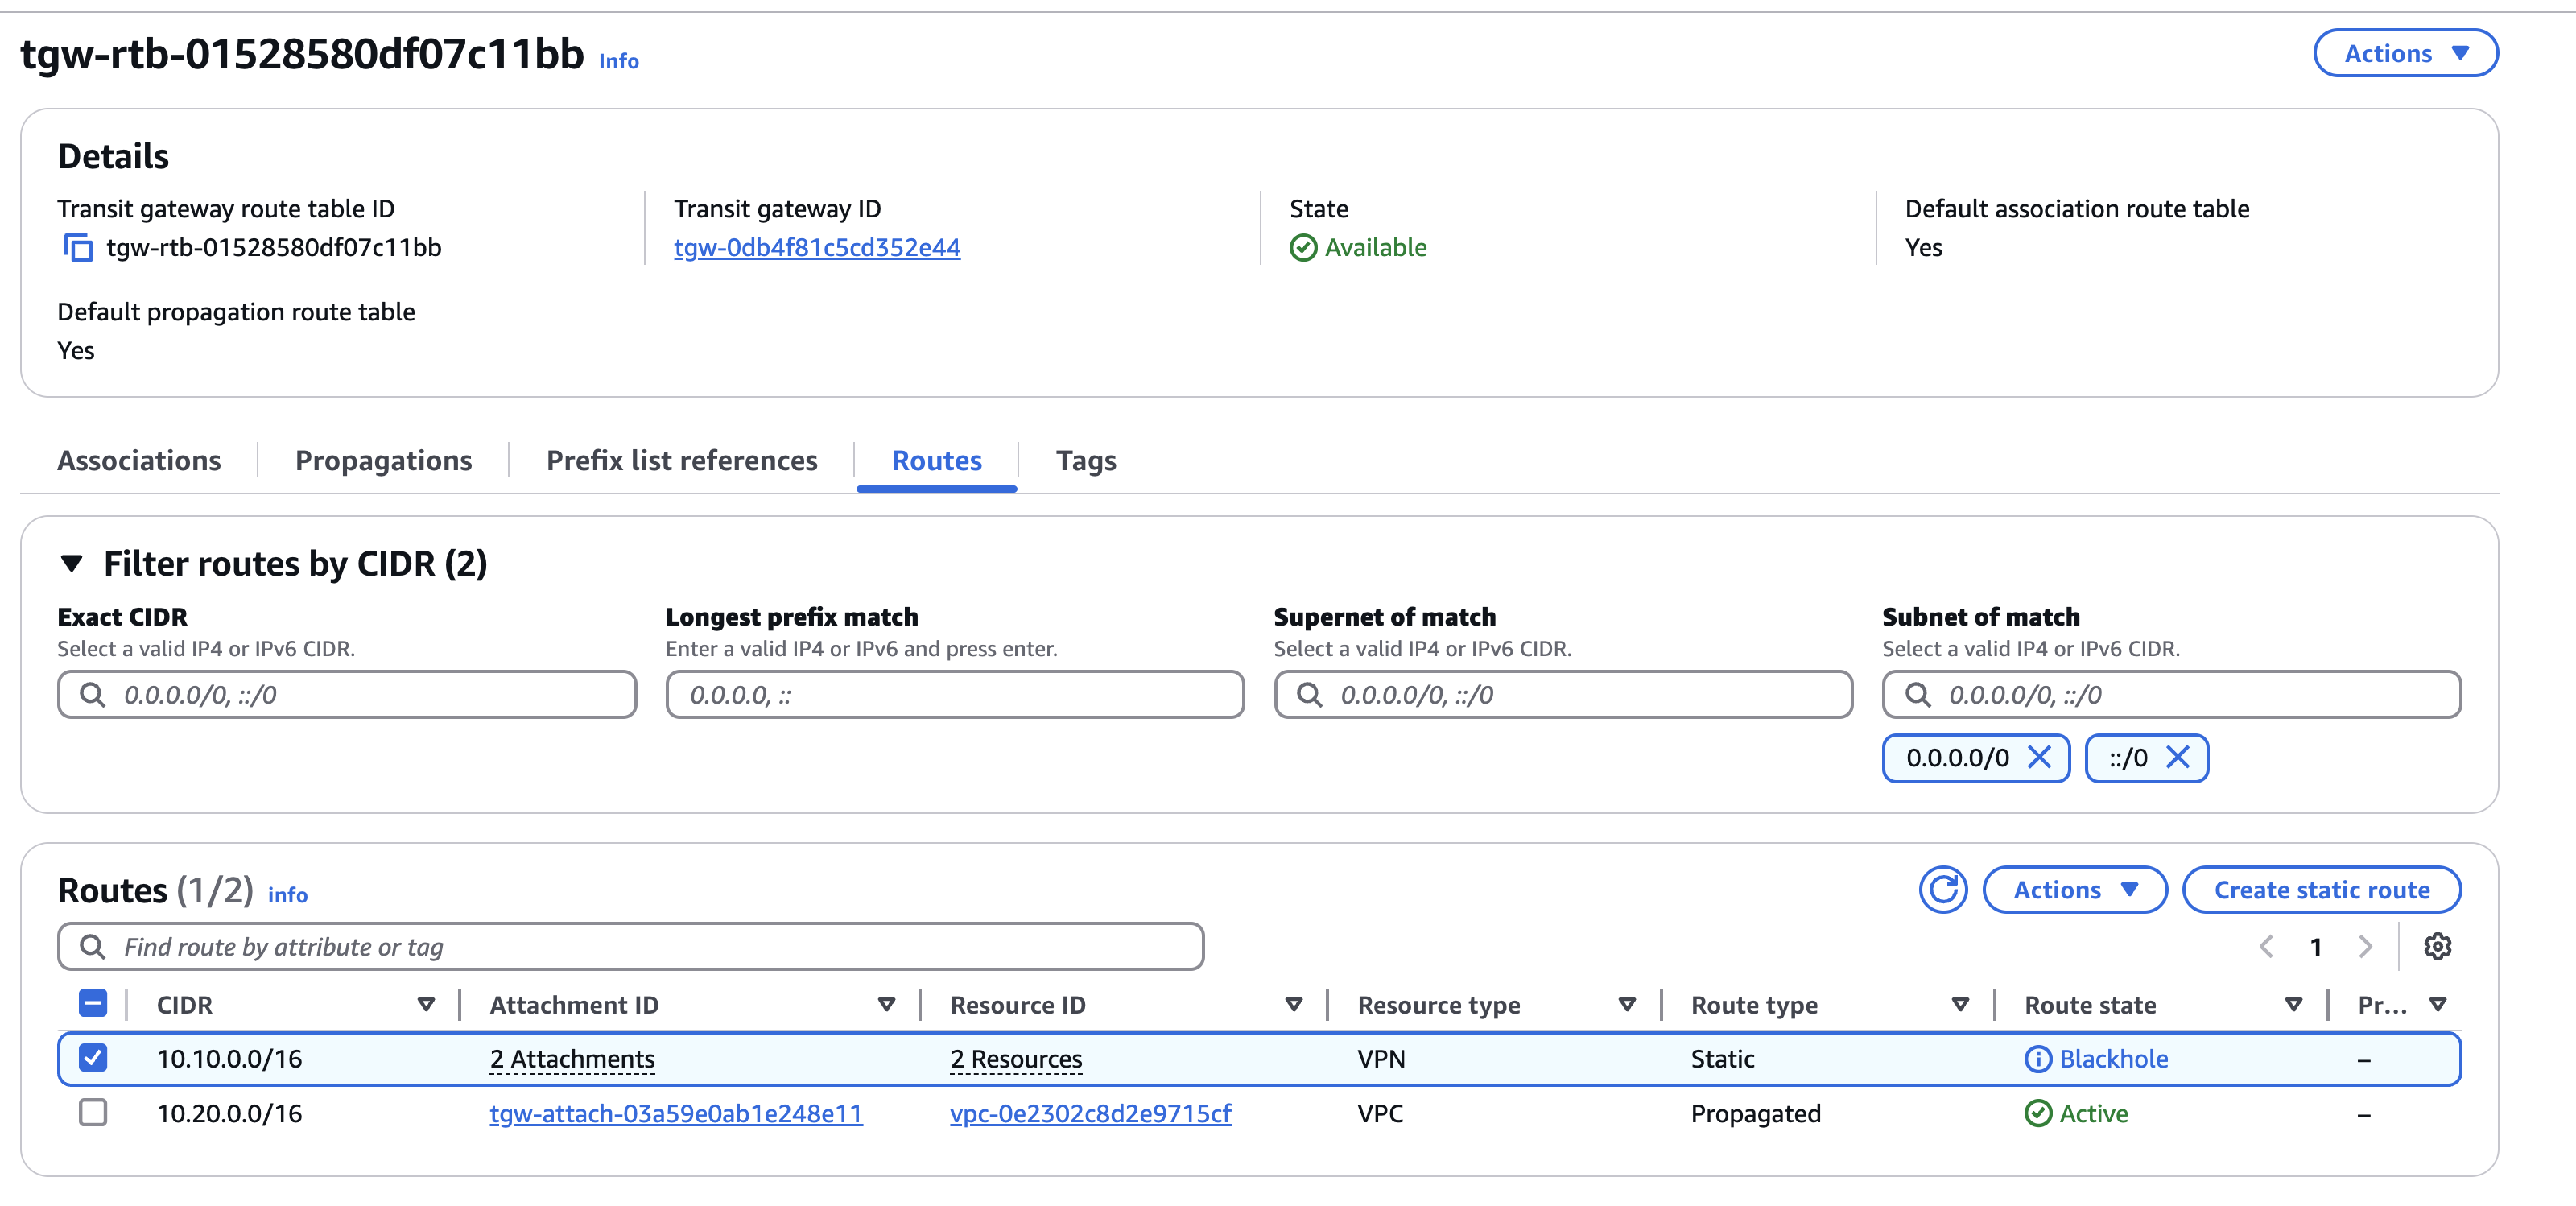 tgw-rtb-01528580df07c11bb Info
Actions
Details
Transit gateway route table ID
tgw-rtb-01528580df07c11bb
Transit gateway ID
tgw-0db4f81c5cd352e44
State
Available
Default association route table
Yes
Default propagation route table
Yes
Associations
Propagations
Prefix list references
Routes
Tags
Filter routes by CIDR (2)
Exact CIDR
Select a valid IP4 or IPv6 CIDR.
0.0.0.0/0, ::/0
Longest prefix match
Enter a valid IP4 or IPv6 and press enter.
0.0.0.0, ::
Supernet of match
Select a valid IP4 or IPv6 CIDR.
0.0.0.0/0, ::/0
Subnet of match
Select a valid IP4 or IPv6 CIDR.
0.0.0.0/0, ::/0
0.0.0.0/0
::/0
Routes (1/2) info
Actions
Create static route
Find route by attribute or tag
1
CIDR Attachment ID Resource ID Resource type Route type Route state Pr...
10.10.0.0/16 2 Attachments 2 Resources VPN Static Blackhole –
10.20.0.0/16 tgw-attach-03a59e0ab1e248e11 vpc-0e2302c8d2e9715cf VPC Propagated Active –